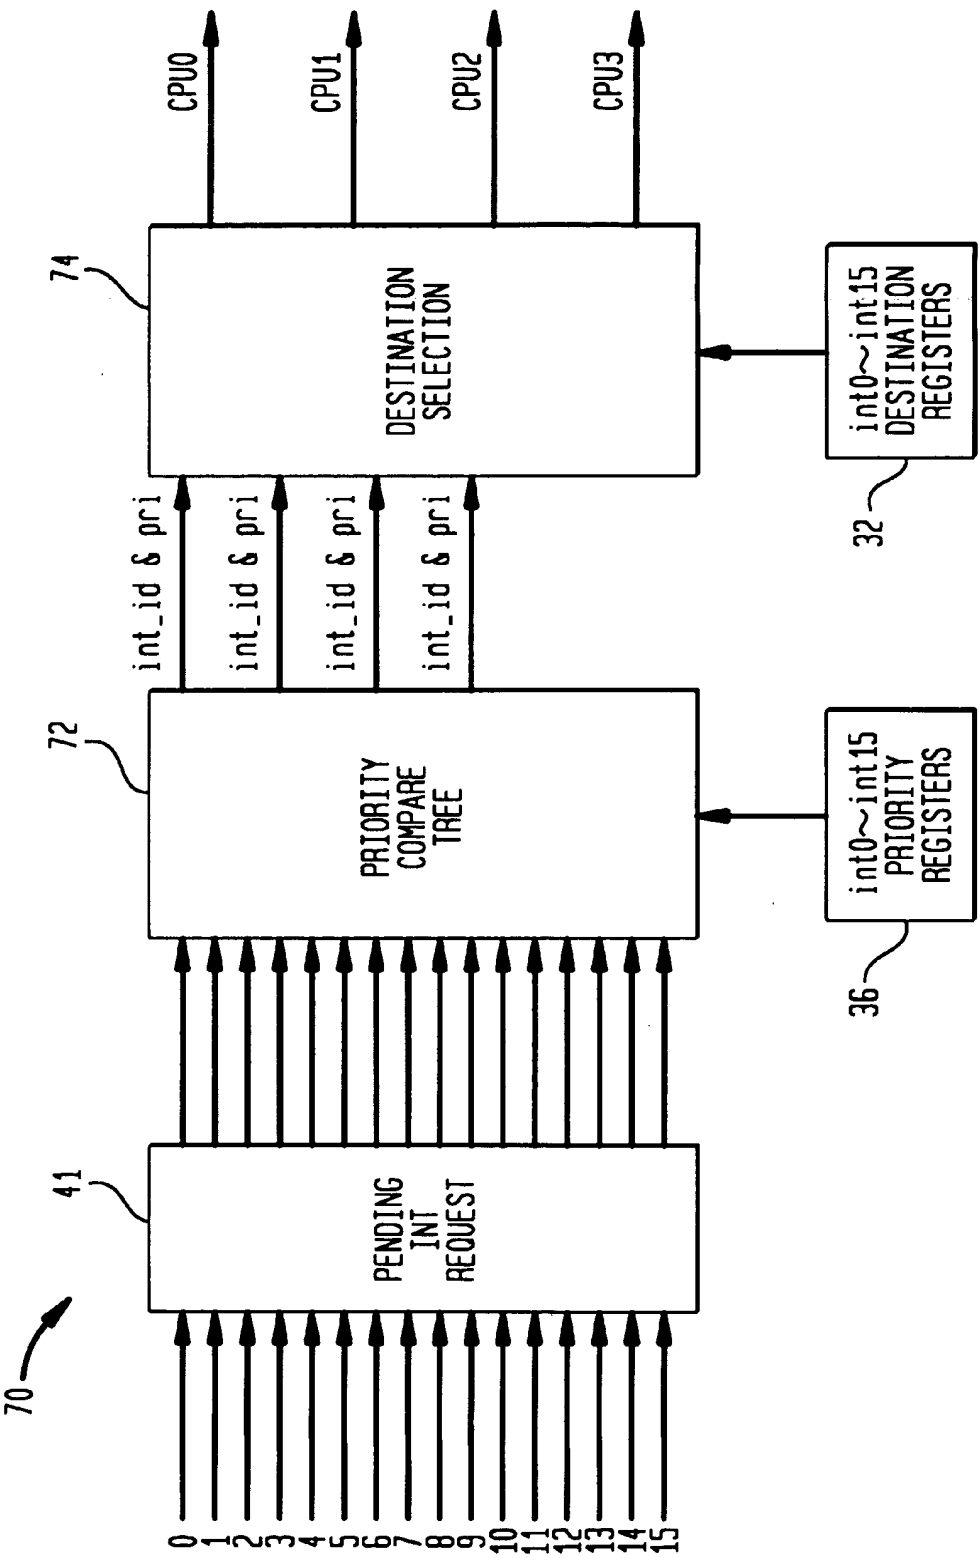 70
0
1
2
3
4
5
6
7
8
9
10
11
12
13
14
15
41
PENDING
INT
REQUEST
72
PRIORITY
COMPARE
TREE
36
int0~int15
PRIORITY
REGISTERS
int_id & pri
int_id & pri
int_id & pri
int_id & pri
74
DESTINATION
SELECTION
32
int0~int15
DESTINATION
REGISTERS
CPU0
CPU1
CPU2
CPU3